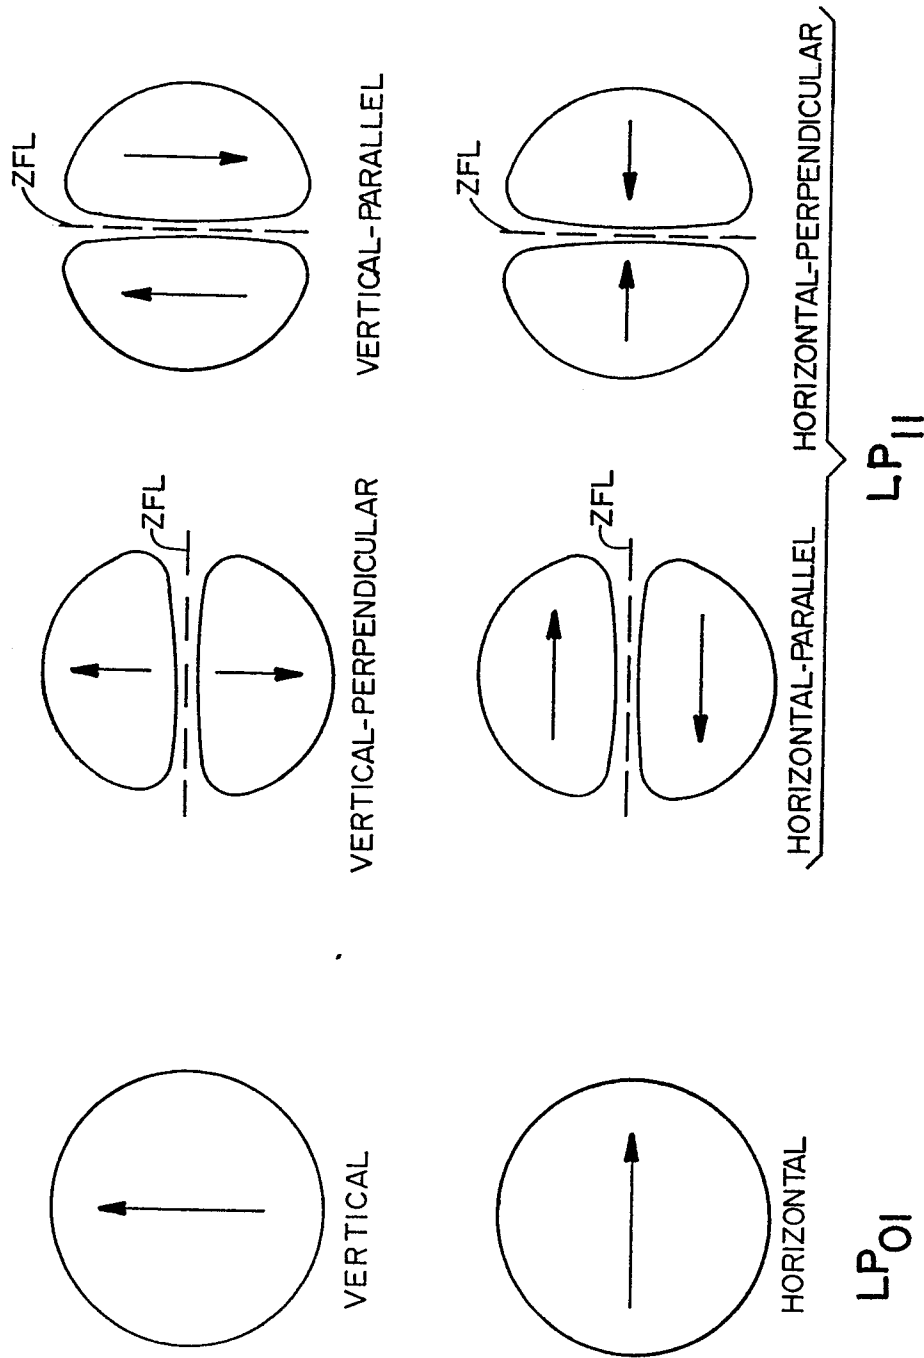 ZFL
ZFL
VERTICAL
VERTICAL-PERPENDICULAR
VERTICAL-PARALLEL
ZFL
ZFL
HORIZONTAL
HORIZONTAL-PARALLEL
HORIZONTAL-PERPENDICULAR
LP01
LP11